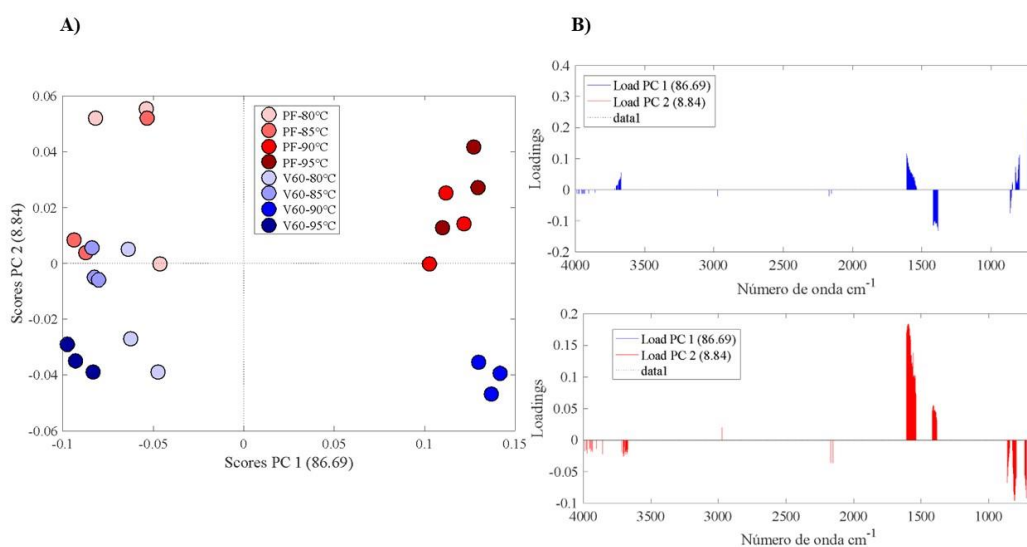 A)
Scores PC 2 (8.84)
0.06
0.04
0.02
0
-0.02
-0.04
-0.06
-0.1
-0.05
0
0.05
0.1
0.15
Scores PC 1 (86.69)
PF-80°C
PF-85°C
PF-90°C
PF-95°C
V60-80°C
V60-85°C
V60-90°C
V60-95°C
B)
Loadings
0.4
0.3
0.2
0.1
0
-0.1
-0.2
Load PC 1 (86.69)
Load PC 2 (8.84)
data1
4000
3000
2000
1000
Número de onda cm⁻¹
Loadings
0.2
0.15
0.1
0.05
0
-0.05
-0.1
Load PC 1 (86.69)
Load PC 2 (8.84)
data1
4000
3000
2000
1000
Número de onda cm⁻¹